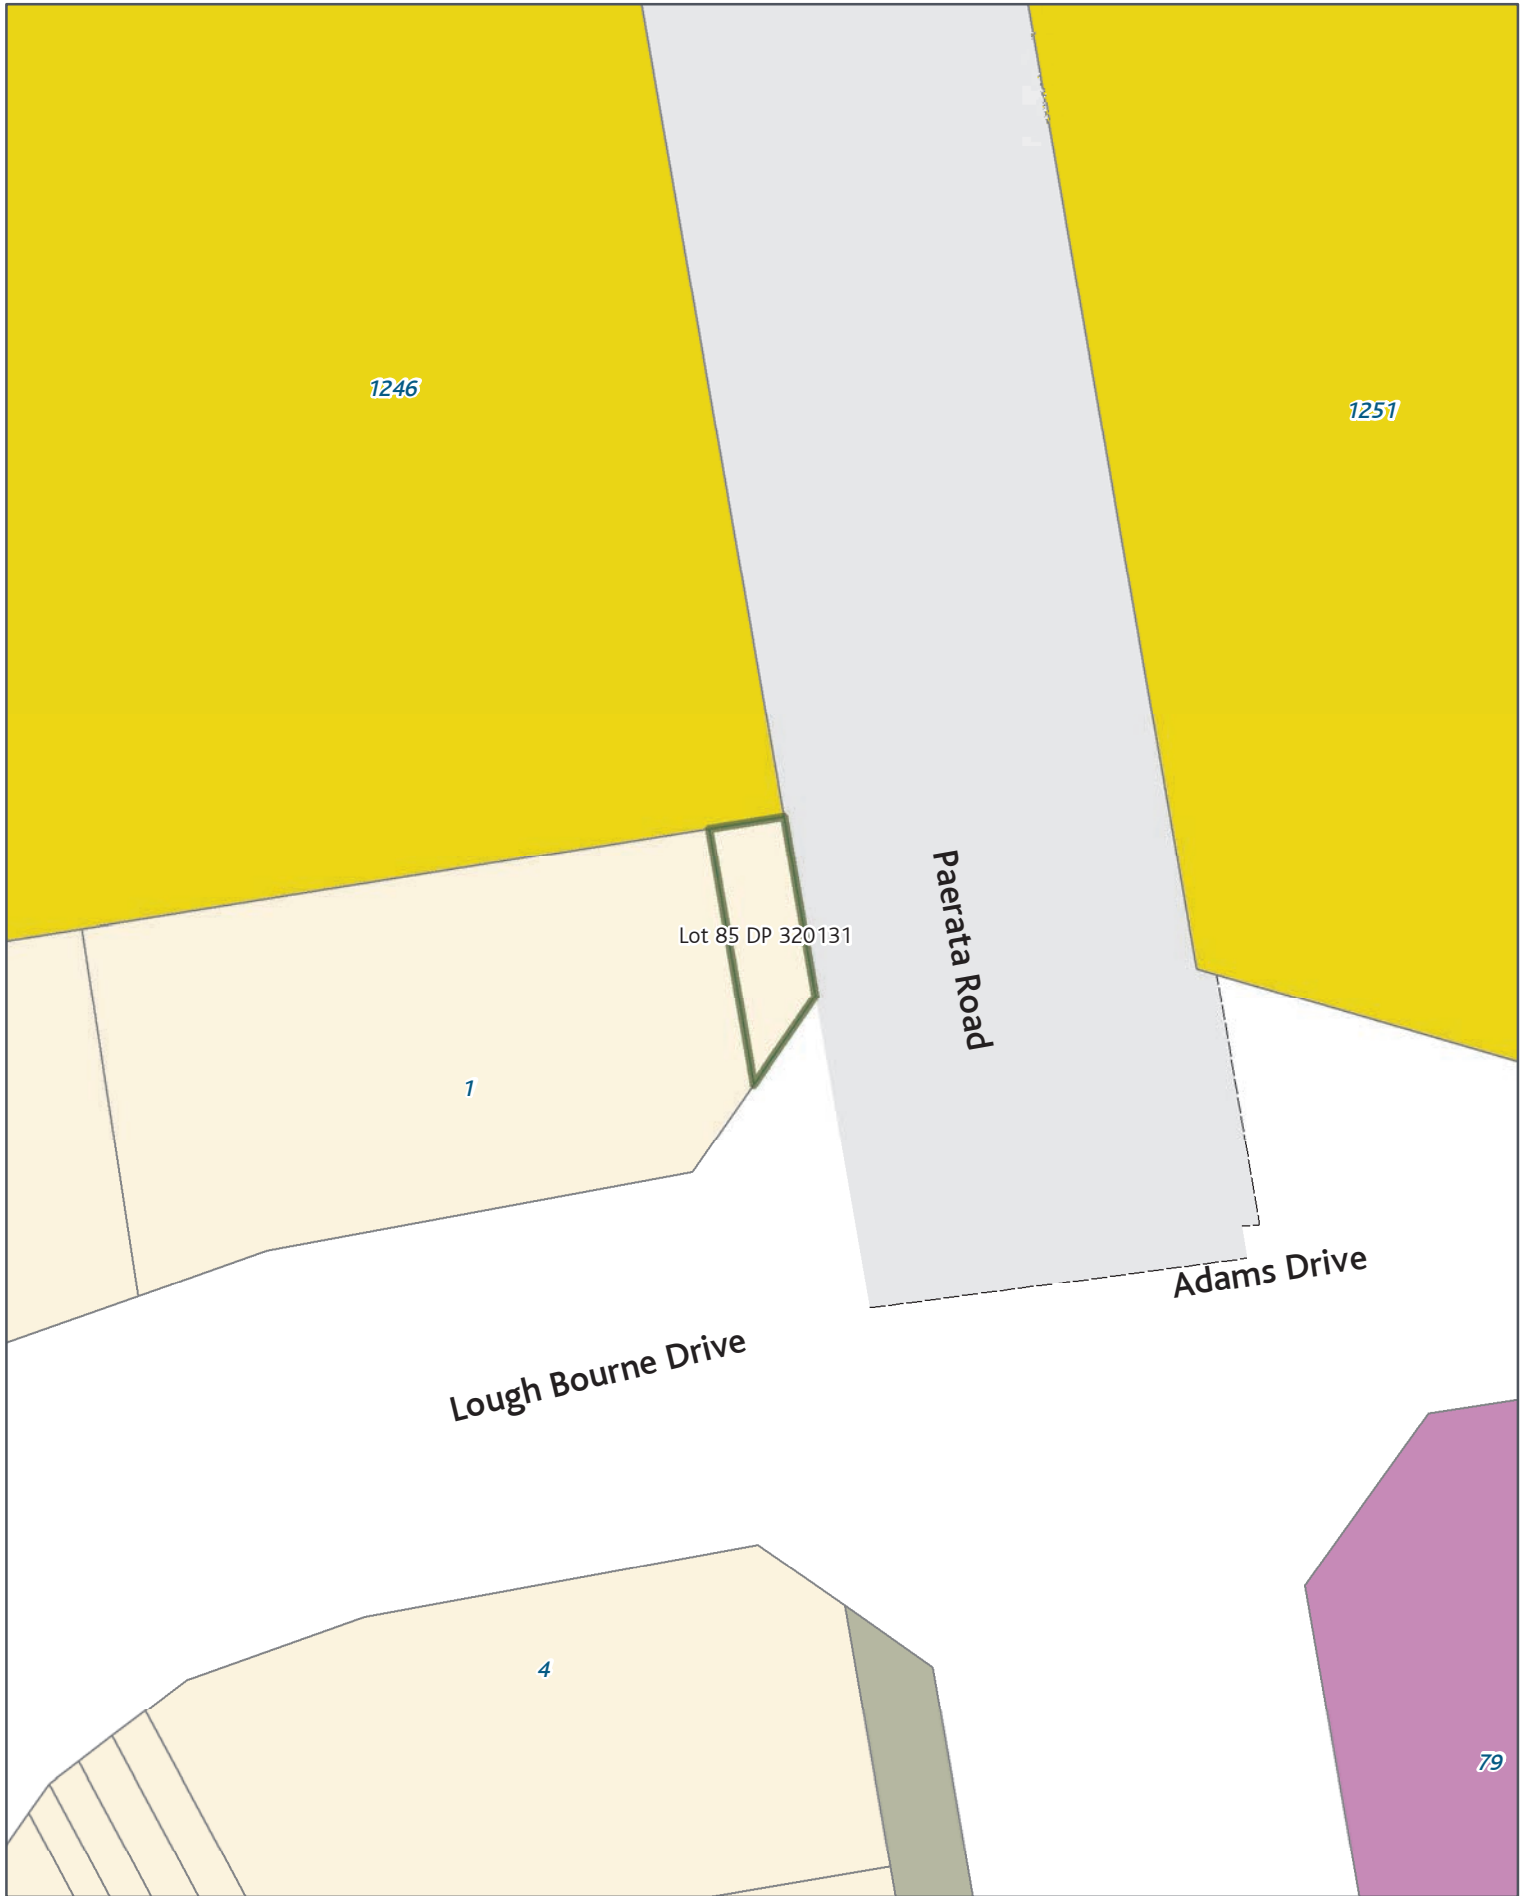 1246
1251
Paerata Road
Lot 85 DP 320131
1
Adams Drive
Lough Bourne Drive
4
79